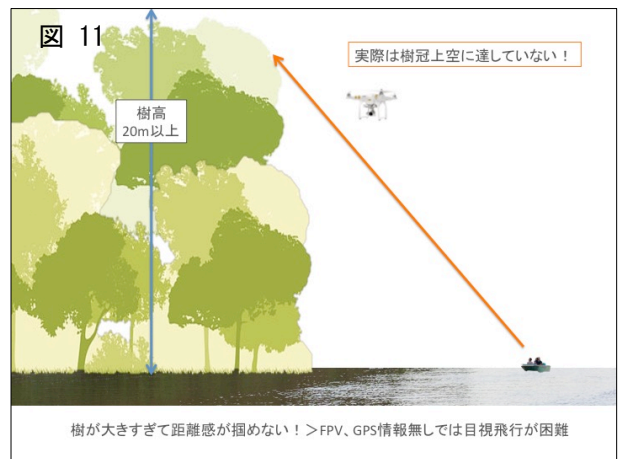 図 11
実際は樹冠上空に達していない！
樹高
20m以上
樹が大きすぎて距離感が掴めない！＞FPV、GPS情報無しでは目視飛行が困難